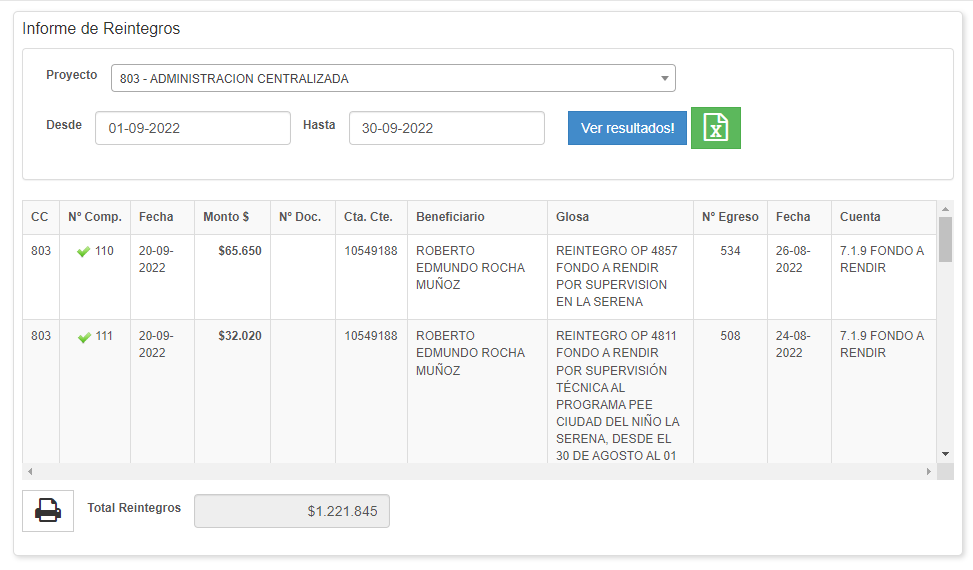 Informe de Reintegros
Proyecto
803 - ADMINISTRACION CENTRALIZADA
Desde
01-09-2022
Hasta
30-09-2022
Ver resultados!
CC
Nº Comp.
Fecha
Monto $
Nº Doc.
Cta. Cte.
Beneficiario
Glosa
Nº Egreso
Fecha
Cuenta
803
110
20-09-
2022
$65.650
10549188
ROBERTO
EDMUNDO ROCHA
MUÑOZ
REINTEGRO OP 4857
FONDO A RENDIR
POR SUPERVISION
EN LA SERENA
534
26-08-
2022
7.1.9 FONDO A
RENDIR
803
111
20-09-
2022
$32.020
10549188
ROBERTO
EDMUNDO ROCHA
MUÑOZ
REINTEGRO OP 4811
FONDO A RENDIR
POR SUPERVISIÓN
TÉCNICA AL
PROGRAMA PEE
CIUDAD DEL NIÑO LA
SERENA, DESDE EL
30 DE AGOSTO AL 01
508
24-08-
2022
7.1.9 FONDO A
RENDIR
Total Reintegros
$1.221.845